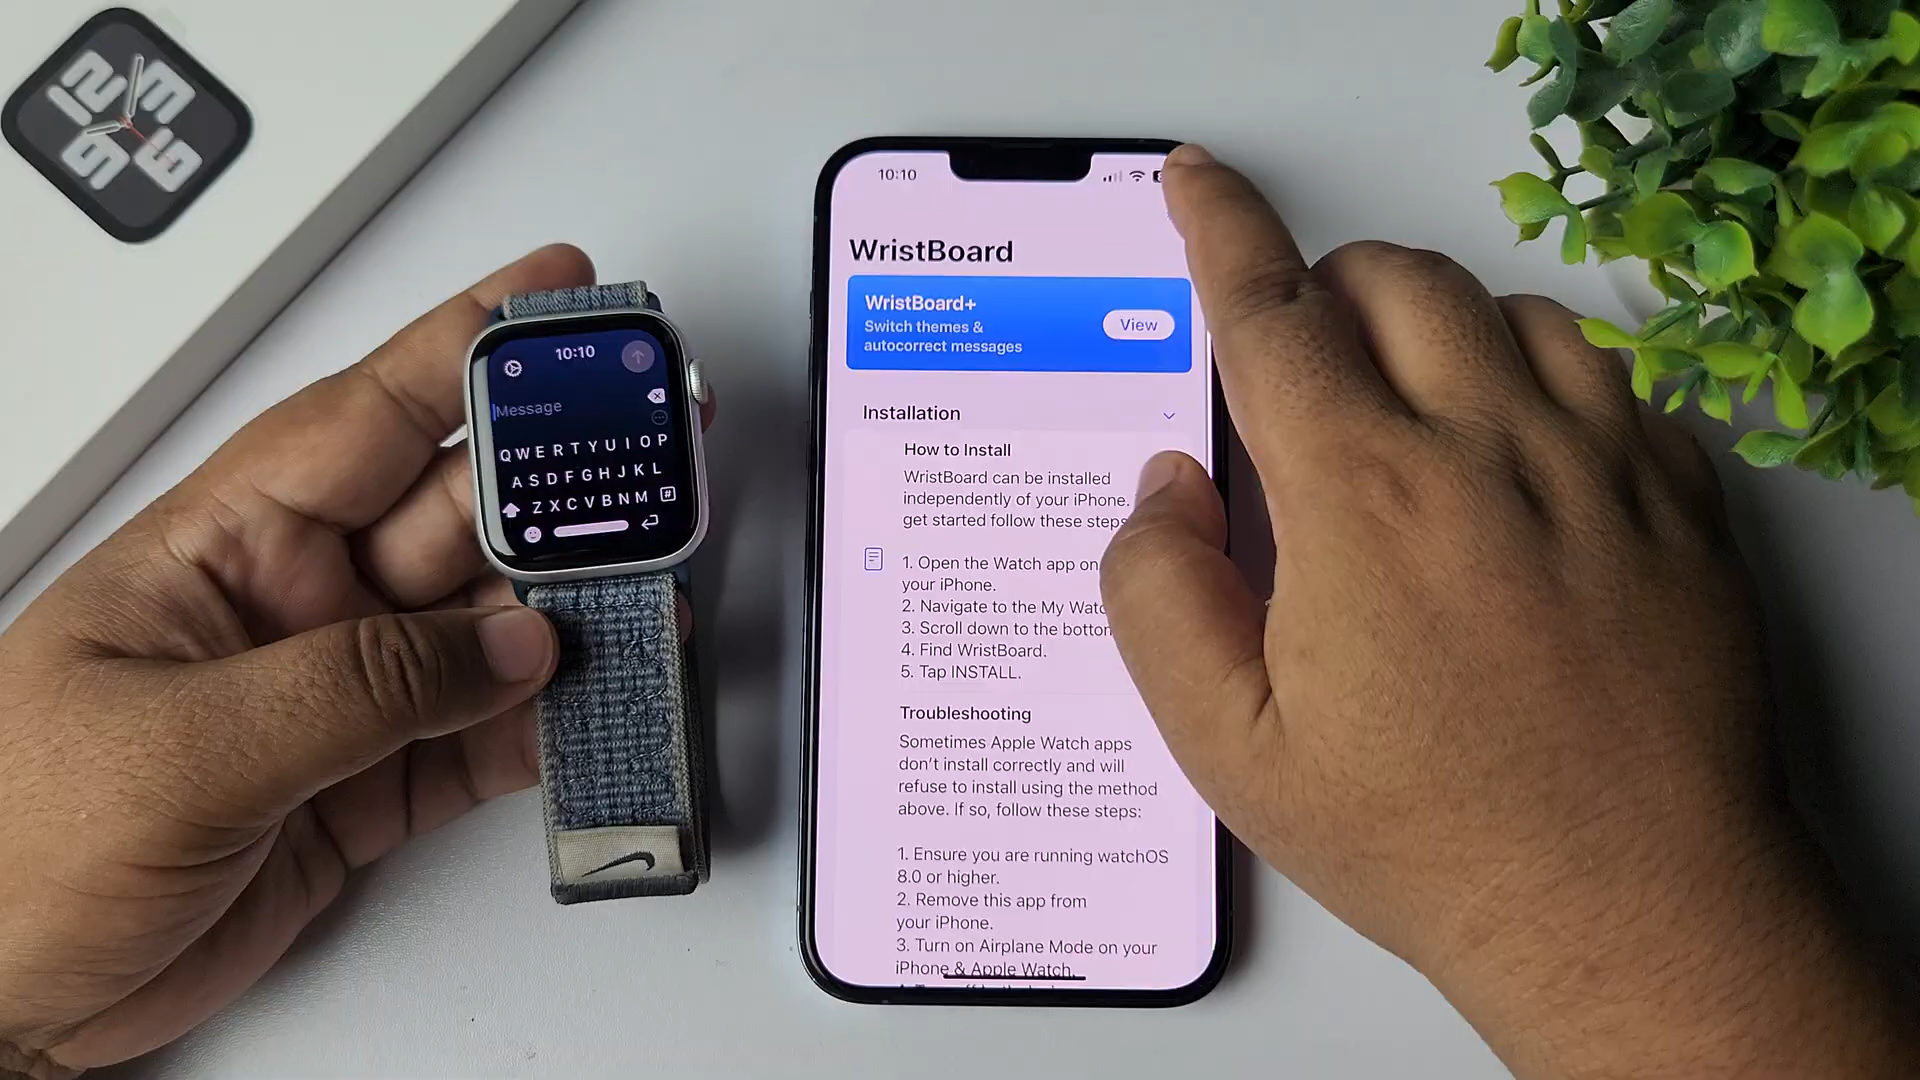 12 3
9 6
10:10
Message
Q W E R T Y U I O P
A S D F G H J K L
Z X C V B N M #
10:10
WristBoard
WristBoard+
Switch themes &
autocorrect messages
View
Installation
How to Install
WristBoard can be installed
independently of your iPhone.
get started follow these steps
1. Open the Watch app on
your iPhone.
2. Navigate to the My
3. Scroll down to the
4. Find WristBoard.
5. Tap INSTALL.
Troubleshooting
Sometimes Apple Watch apps
don't install correctly and will
refuse to install using the method
above. If so, follow these steps:
1. Ensure you are running watchOS
8.0 or higher.
2. Remove this app from
your iPhone.
3. Turn on Airplane Mode on your
iPhone & Apple Watch.